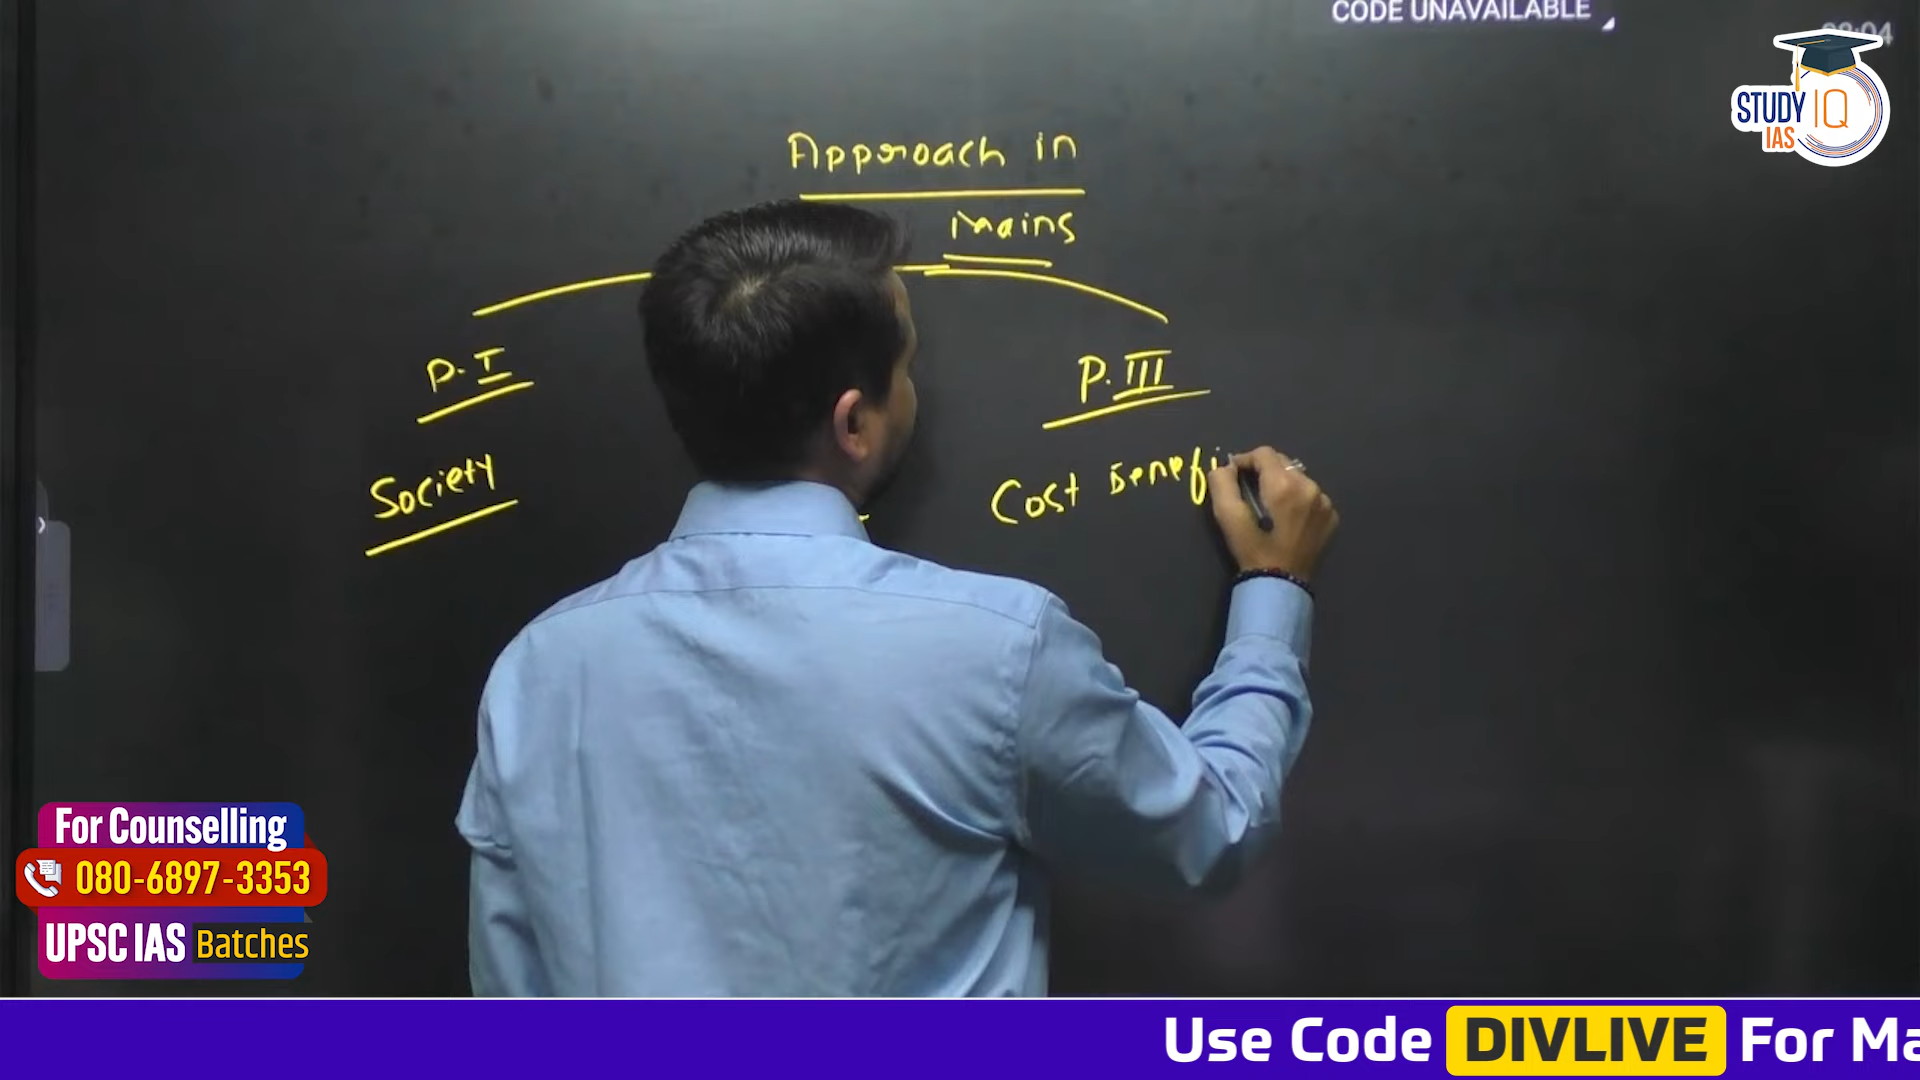 CODE UNAVAILABLE
STUDY IQ
IAS
Approach in
Mains
P.I
P.III
Society
Cost Benefi
For Counselling
080-6897-3353
UPSC IAS Batches
Use Code DIVLIVE For Ma